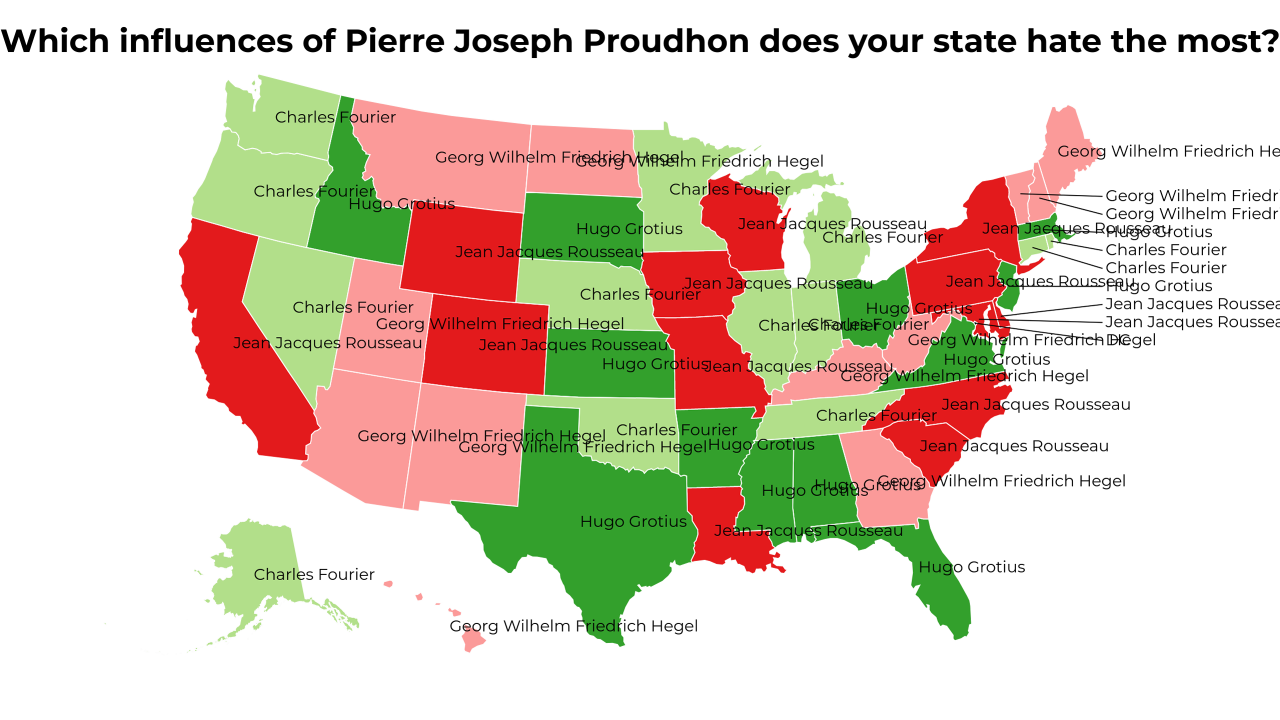 Which influences of Pierre Joseph Proudhon does your state hate the most?
Charles Fourier
Georg Wilhelm Friedrich He
Georg Wilhelm Friedrich Hegel
Georg Wilhelm Friedrich Hegel
Charles Fourier
Charles Fourier
Georg Wilhelm Friedr
Hugo Grotius
Georg Wilhelm Friedr
Jean Jacques Rousseau
Hugo Grotius
Jean Jacques Rousseau
Hugo Grotius
Charles Fourier
Charles Fourier
Jean Jacques Rousseau
Charles Fourier
Jean Jacques Rousseau
Jean Jacques Rousseau
Hugo Grotius
Charles Fourier
Charles Fourier
Jean Jacques Roussea
Hugo Grotius
Georg Wilhelm Friedrich Hegel
Charles Fourier
Charles Fourier
Jean Jacques Roussea
Jean Jacques Rousseau
Jean Jacques Rousseau
Georg Wilhelm Friedrich Hegel
DC
Hugo Grotius
Hugo Grotius
Jean Jacques Rousseau
Georg Wilhelm Friedrich Hegel
Jean Jacques Rousseau
Charles Fourier
Charles Fourier
Georg Wilhelm Friedrich Hegel
Georg Wilhelm Friedrich Hegel
Hugo Grotius
Jean Jacques Rousseau
Hugo Grotius
Hugo Grotius
Georg Wilhelm Friedrich Hegel
Hugo Grotius
Jean Jacques Rousseau
Hugo Grotius
Charles Fourier
Georg Wilhelm Friedrich Hegel